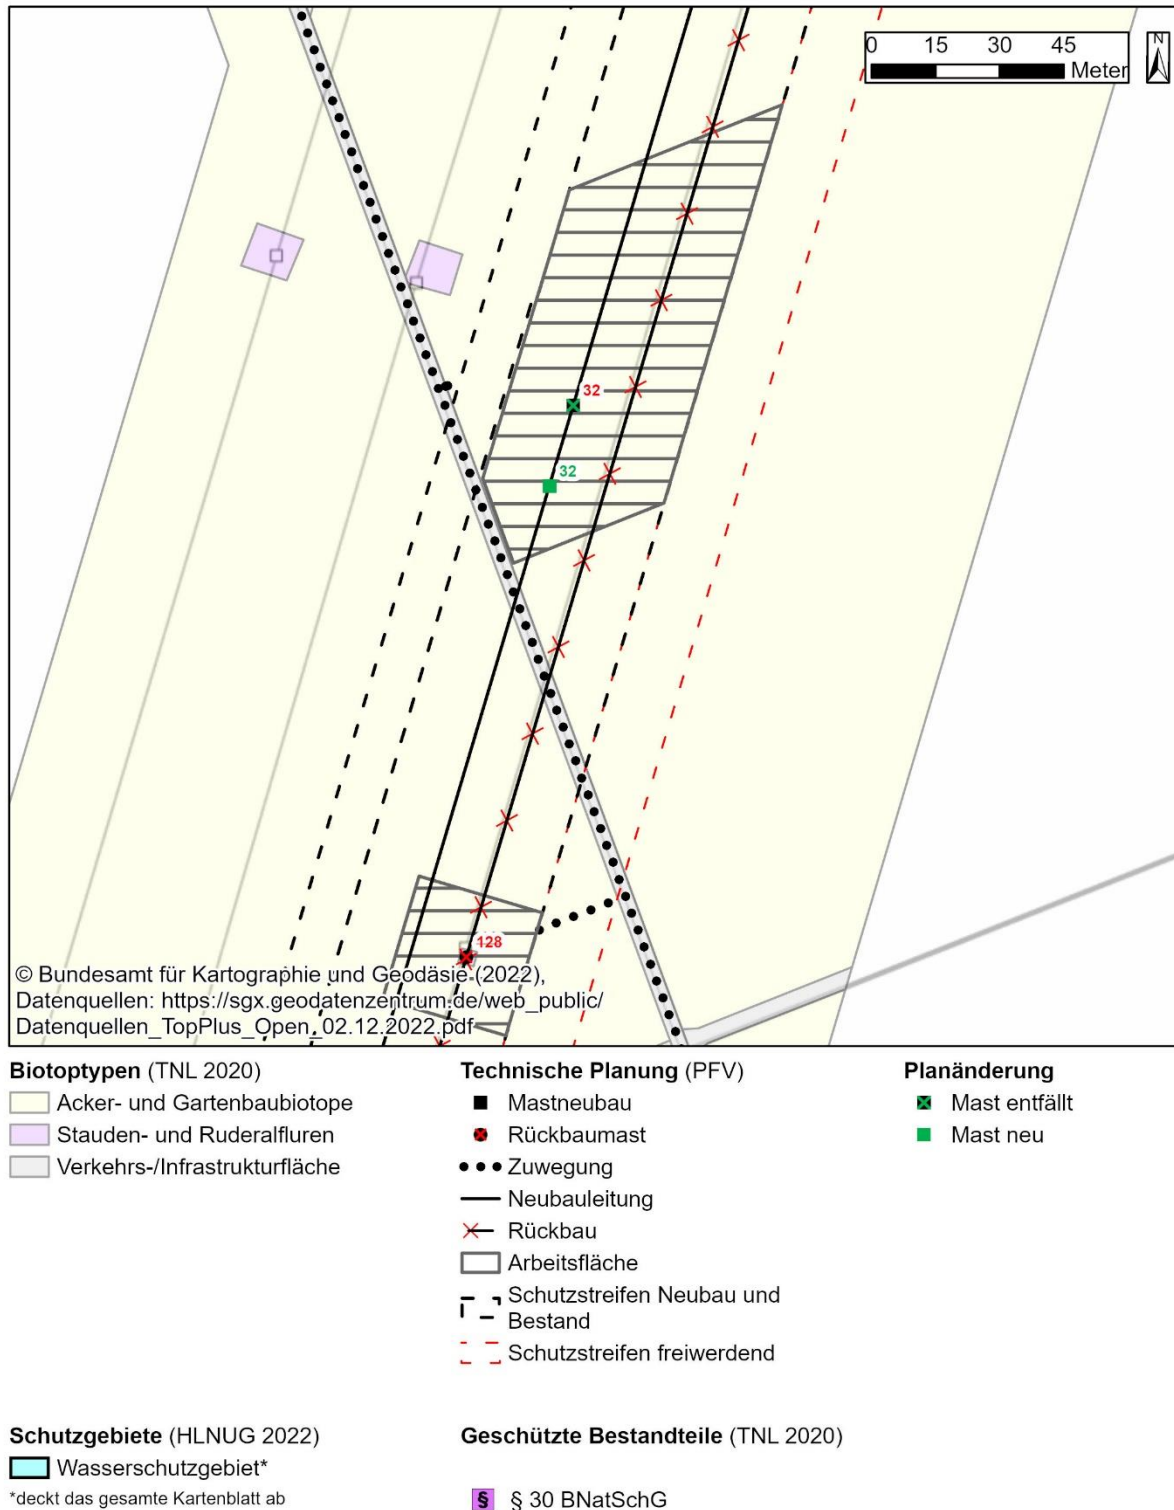 0 15 30 45
Meter
N
32
32
128
© Bundesamt für Kartographie und Geodäsie (2022),
Datenquellen: https://sgx.geodatenzentrum.de/web_public/
Datenquellen_TopPlus_Open_02.12.2022.pdf
Biotoptypen (TNL 2020)
Acker- und Gartenbaubiotope
Stauden- und Ruderalfluren
Verkehrs-/Infrastrukturfläche
Technische Planung (PFV)
Mastneubau
Rückbaumast
Zuwegung
Neubauleitung
Rückbau
Arbeitsfläche
Schutzstreifen Neubau und
Bestand
Schutzstreifen freiwerdend
Planänderung
Mast entfällt
Mast neu
Schutzgebiete (HLNUG 2022)
Wasserschutzgebiet*
*deckt das gesamte Kartenblatt ab
Geschützte Bestandteile (TNL 2020)
§ § 30 BNatSchG